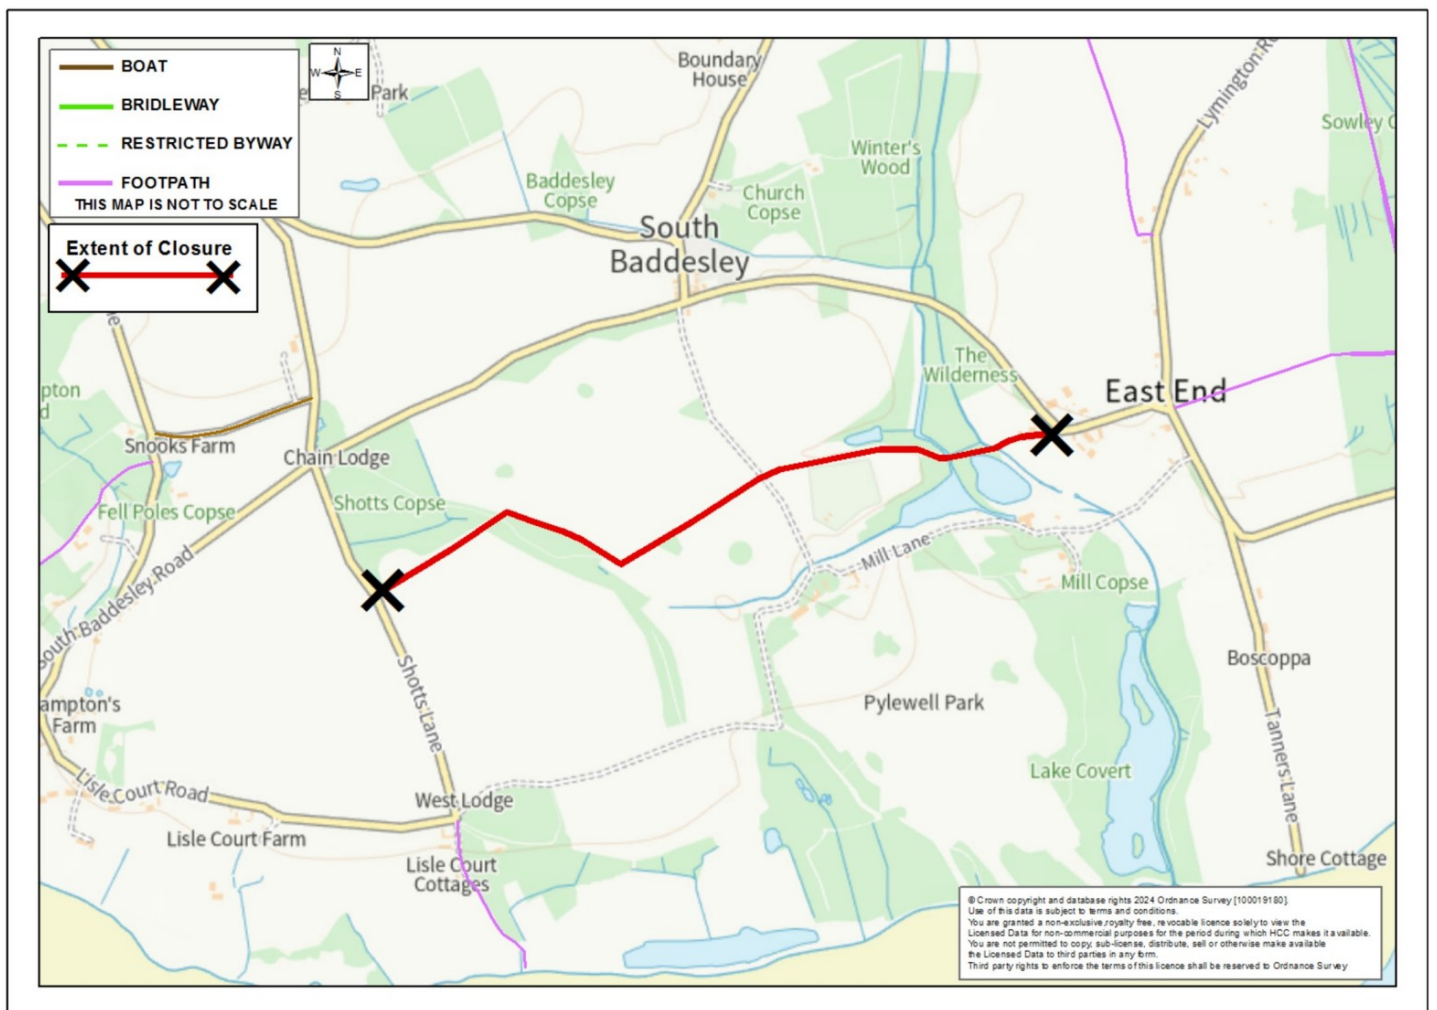 BOAT
BRIDLEWAY
RESTRICTED BYWAY
FOOTPATH
THIS MAP IS NOT TO SCALE
Extent of Closure
N
W E
S
Park
Boundary
House
Lymington R
Sowley C
Winter's
Wood
Baddesley
Copse
Church
Copse
South
Baddesley
The
Wilderness
East End
pton
d
Snooks Farm
Chain Lodge
Shotts Copse
Fell Poles Copse
South Baddesley Road
Mill Lane
Mill Copse
Shotts Lane
Boscoppa
ampton's
Farm
Pylewell Park
Tanners Lane
Lake Covert
Lisle Court Road
West Lodge
Lisle Court Farm
Lisle Court
Cottages
Shore Cottage
© Crown copyright and database rights 2024 Ordnance Survey [100019180].
Use of this data is subject to terms and conditions.
You are granted a non-exclusive,royalty free, revocable licence solely to view the
Licensed Data for non-commercial purposes for the period during which HCC makes it available.
You are not permitted to copy, sub-license, distribute, sell or otherwise make available
the Licensed Data to third parties in any form.
Third party rights to enforce the terms of this licence shall be reserved to Ordnance Survey